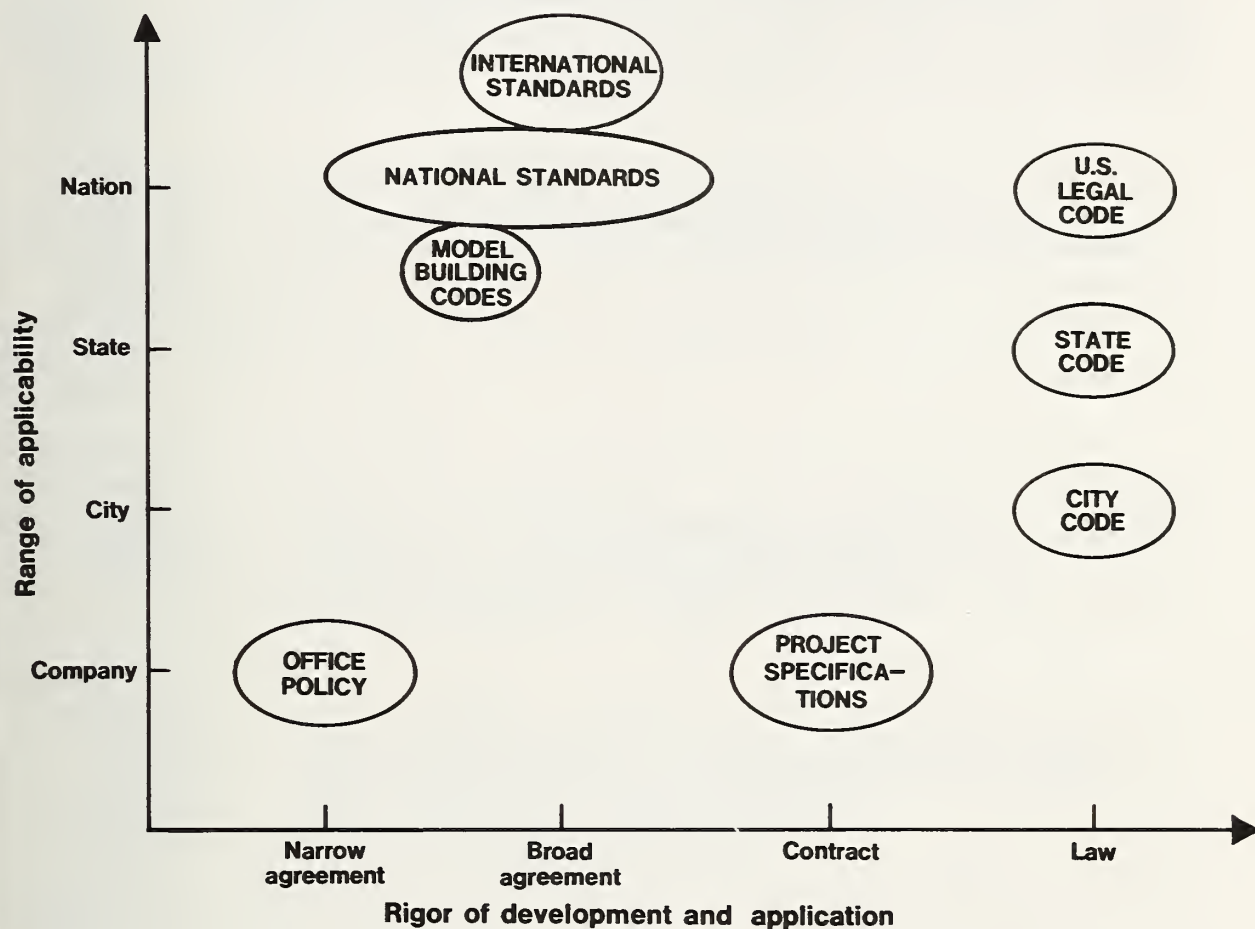 INTERNATIONAL
STANDARDS
NATIONAL STANDARDS
MODEL
BUILDING
CODES
U.S.
LEGAL
CODE
STATE
CODE
CITY
CODE
OFFICE
POLICY
PROJECT
SPECIFICA–
TIONS
Range of applicability
Nation
State
City
Company
Narrow
agreement
Broad
agreement
Contract
Law
Rigor of development and application